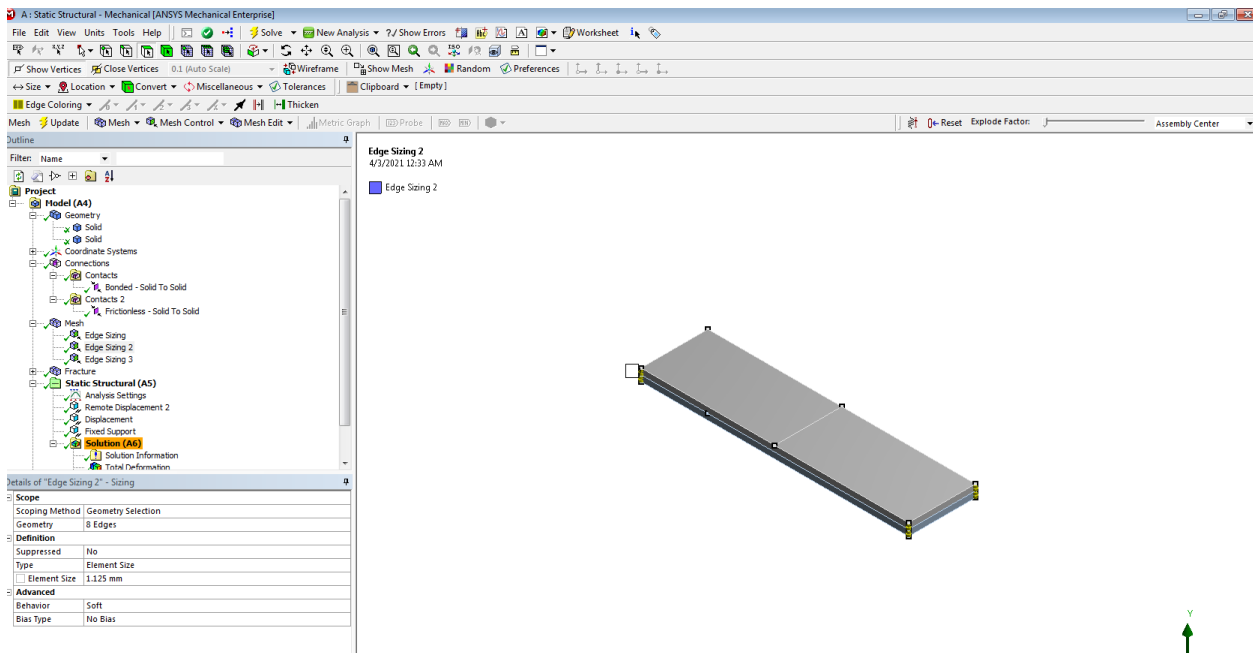 A : Static Structural - Mechanical [ANSYS Mechanical Enterprise]
File Edit View Units Tools Help Solve New Analysis ?/ Show Errors Worksheet
Show Vertices Close Vertices 0.1 (Auto Scale) Wireframe Show Mesh Random Preferences
Size Location Convert Miscellaneous Tolerances Clipboard [Empty]
Edge Coloring Thicken
Mesh Update Mesh Mesh Control Mesh Edit Metric Graph Probe Reset Explode Factor: Assembly Center
Outline
Filter: Name
Project
Model (A4)
Geometry
Solid
Solid
Coordinate Systems
Connections
Contacts
Bonded - Solid To Solid
Contacts 2
Frictionless - Solid To Solid
Mesh
Edge Sizing
Edge Sizing 2
Edge Sizing 3
Fracture
Static Structural (A5)
Analysis Settings
Remote Displacement 2
Displacement
Fixed Support
Solution (A6)
Solution Information
Total Deformation
Details of "Edge Sizing 2" - Sizing
Scope
Scoping Method Geometry Selection
Geometry 8 Edges
Definition
Suppressed No
Type Element Size
Element Size 1.125 mm
Advanced
Behavior Soft
Bias Type No Bias
Edge Sizing 2
4/3/2021 12:33 AM
Edge Sizing 2
Y